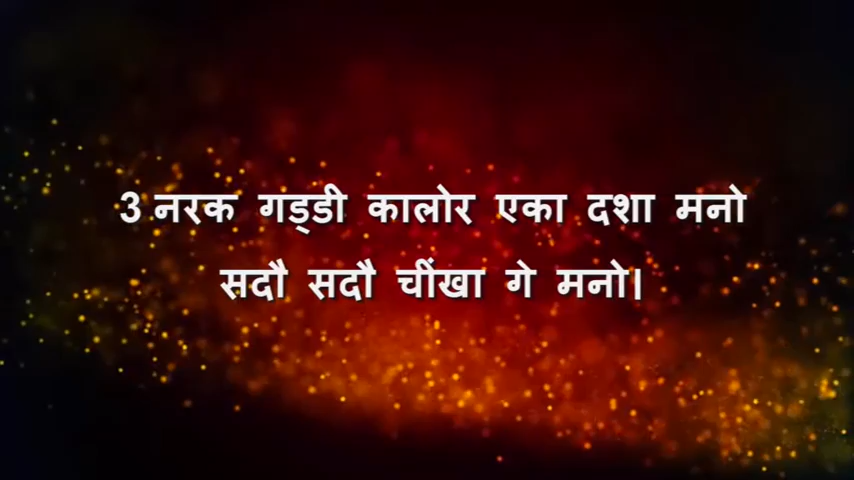 3 नरक गड्डी कालोर एका दशा मनो
सदौ सदौ चींखा गे मनो।